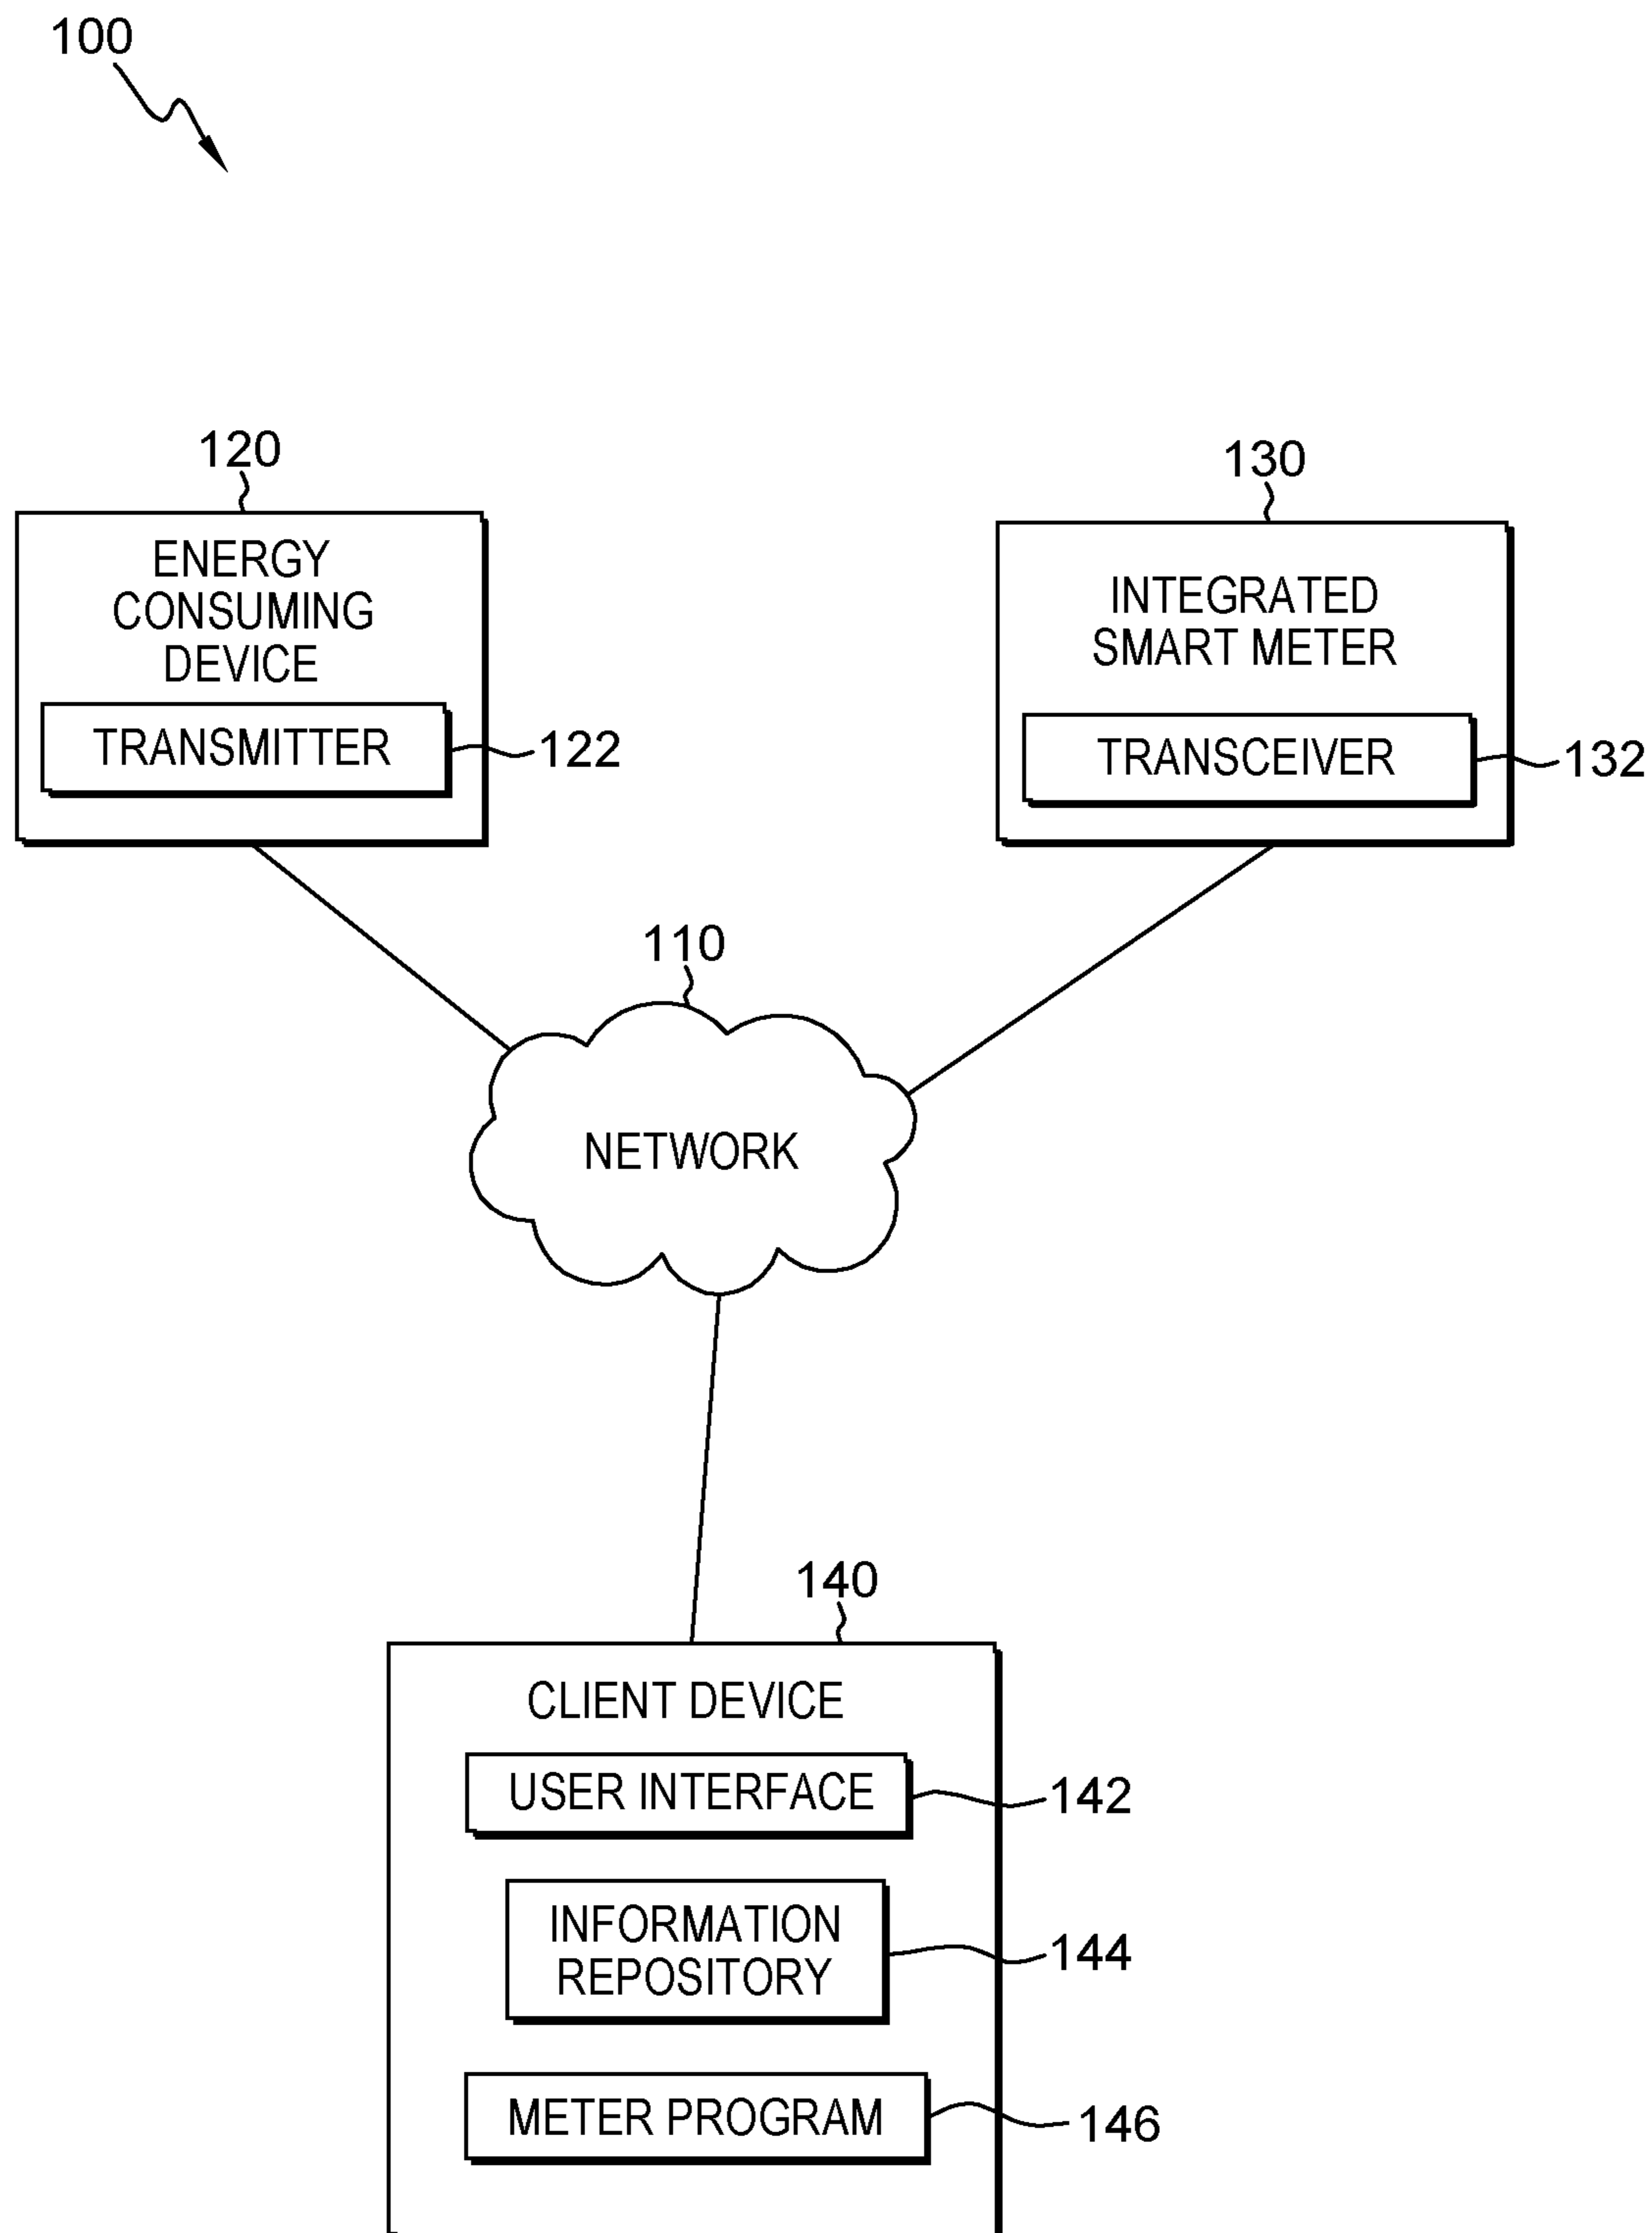 100
120
ENERGY
CONSUMING
DEVICE
TRANSMITTER
122
130
INTEGRATED
SMART METER
TRANSCEIVER
132
110
NETWORK
140
CLIENT DEVICE
USER INTERFACE
142
INFORMATION
REPOSITORY
144
METER PROGRAM
146